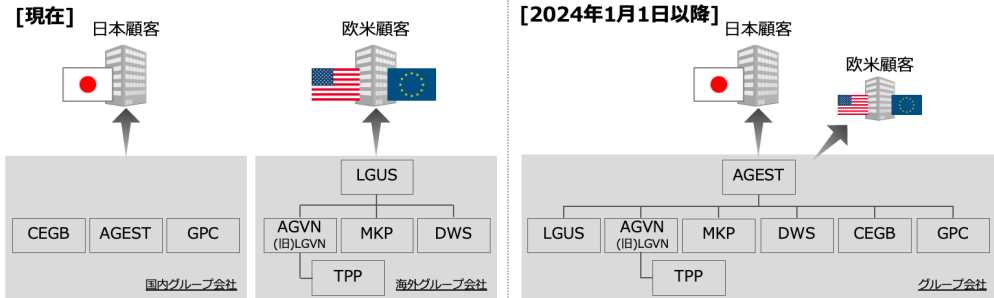 [現在]
日本顧客
欧米顧客
LGUS
CEGB
AGEST
GPC
AGVN
(旧)LGVN
MKP
DWS
TPP
国内グループ会社
海外グループ会社
[2024年1月1日以降]
日本顧客
欧米顧客
AGEST
LGUS
AGVN
(旧)LGVN
MKP
DWS
CEGB
GPC
TPP
グループ会社